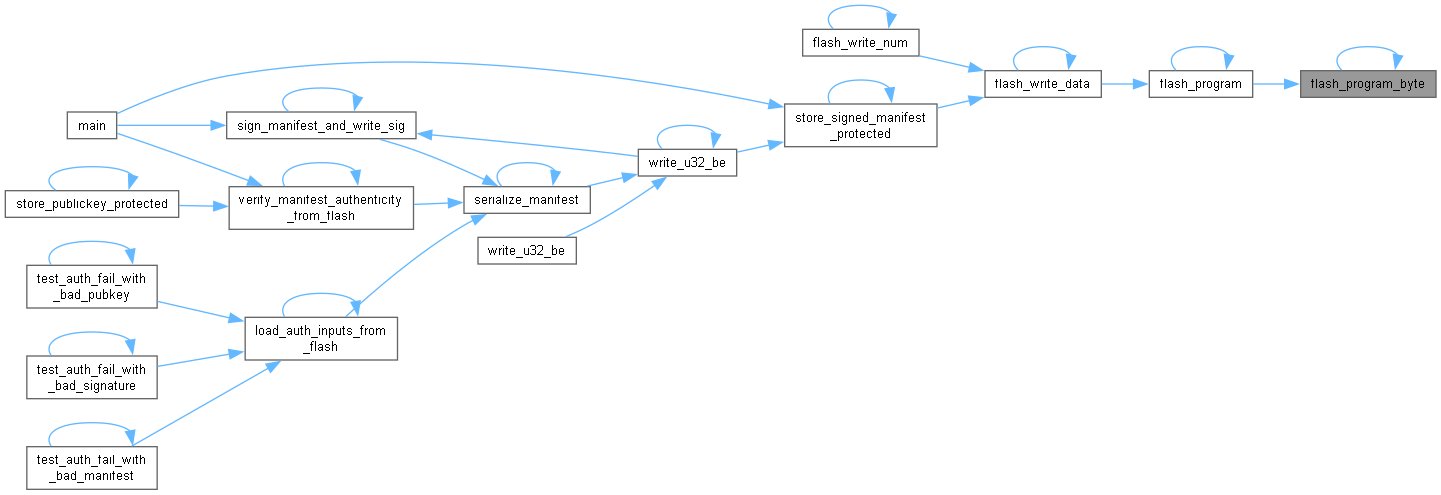 flash_write_num
flash_write_data
flash_program
flash_program_byte
main
sign_manifest_and_write_sig
store_signed_manifest
_protected
write_u32_be
store_publickey_protected
verify_manifest_authenticity
_from_flash
serialize_manifest
write_u32_be
test_auth_fail_with
_bad_pubkey
load_auth_inputs_from
_flash
test_auth_fail_with
_bad_signature
test_auth_fail_with
_bad_manifest